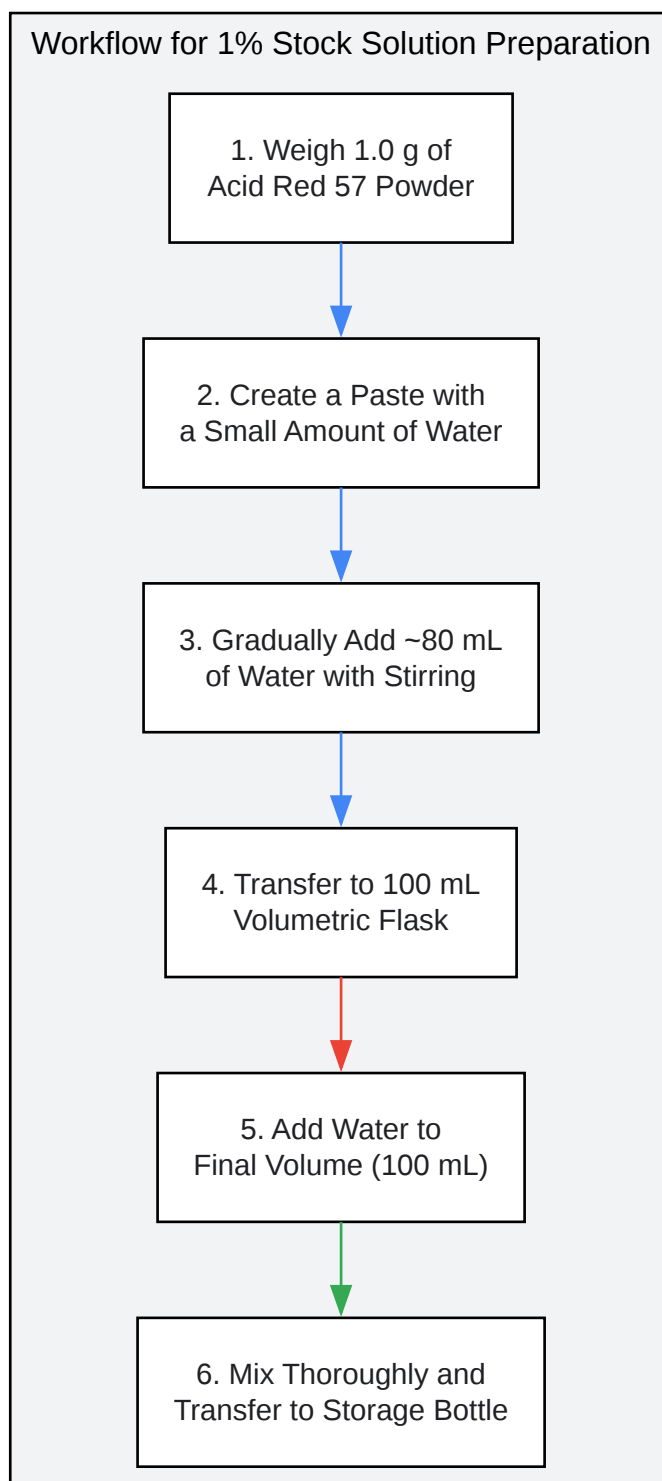 Workflow for 1% Stock Solution Preparation
1. Weigh 1.0 g of
Acid Red 57 Powder
2. Create a Paste with
a Small Amount of Water
3. Gradually Add ~80 mL
of Water with Stirring
4. Transfer to 100 mL
Volumetric Flask
5. Add Water to
Final Volume (100 mL)
6. Mix Thoroughly and
Transfer to Storage Bottle